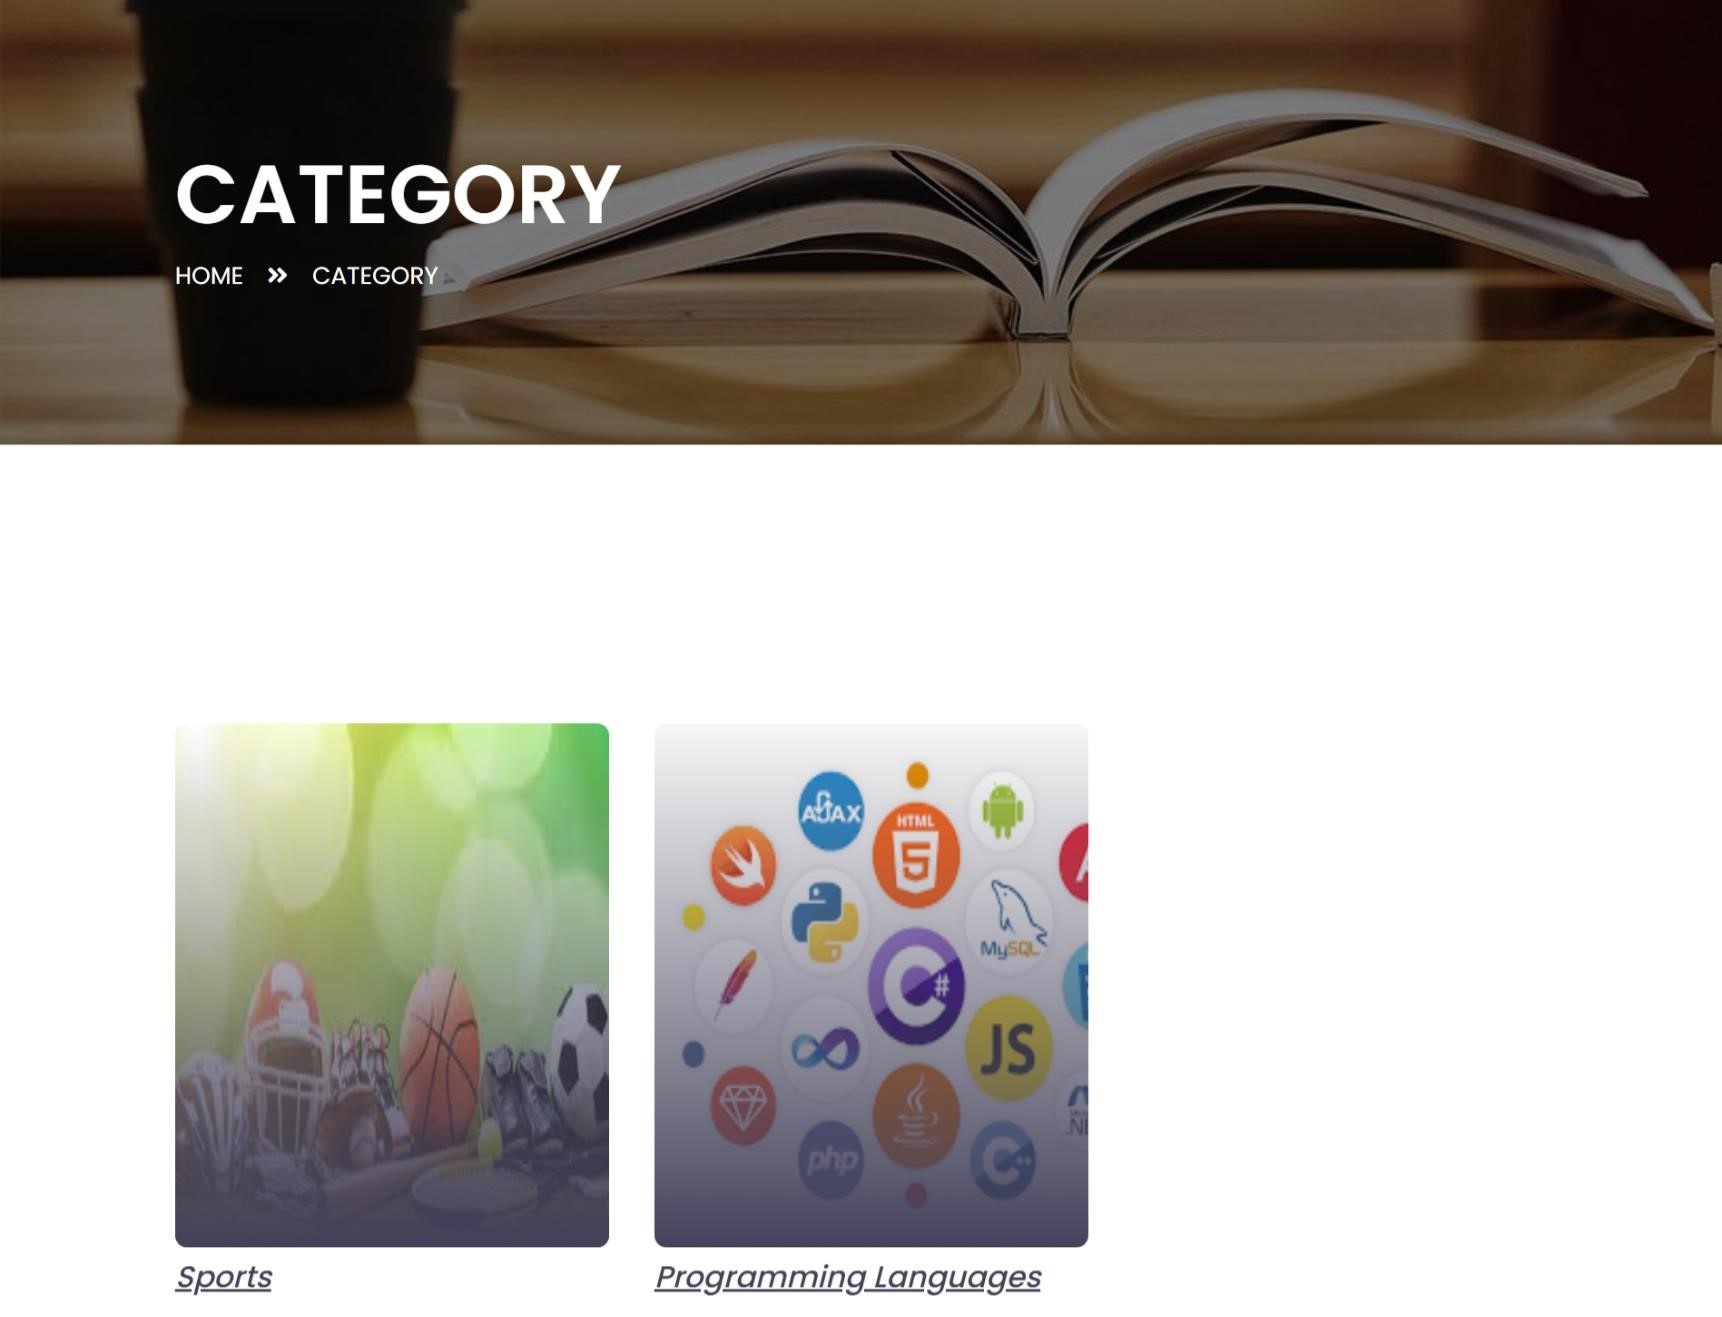 CATEGORY
HOME » CATEGORY
AJAX
HTML
5
MySQL
C#
JS
php
C++
Sports
Programming Languages